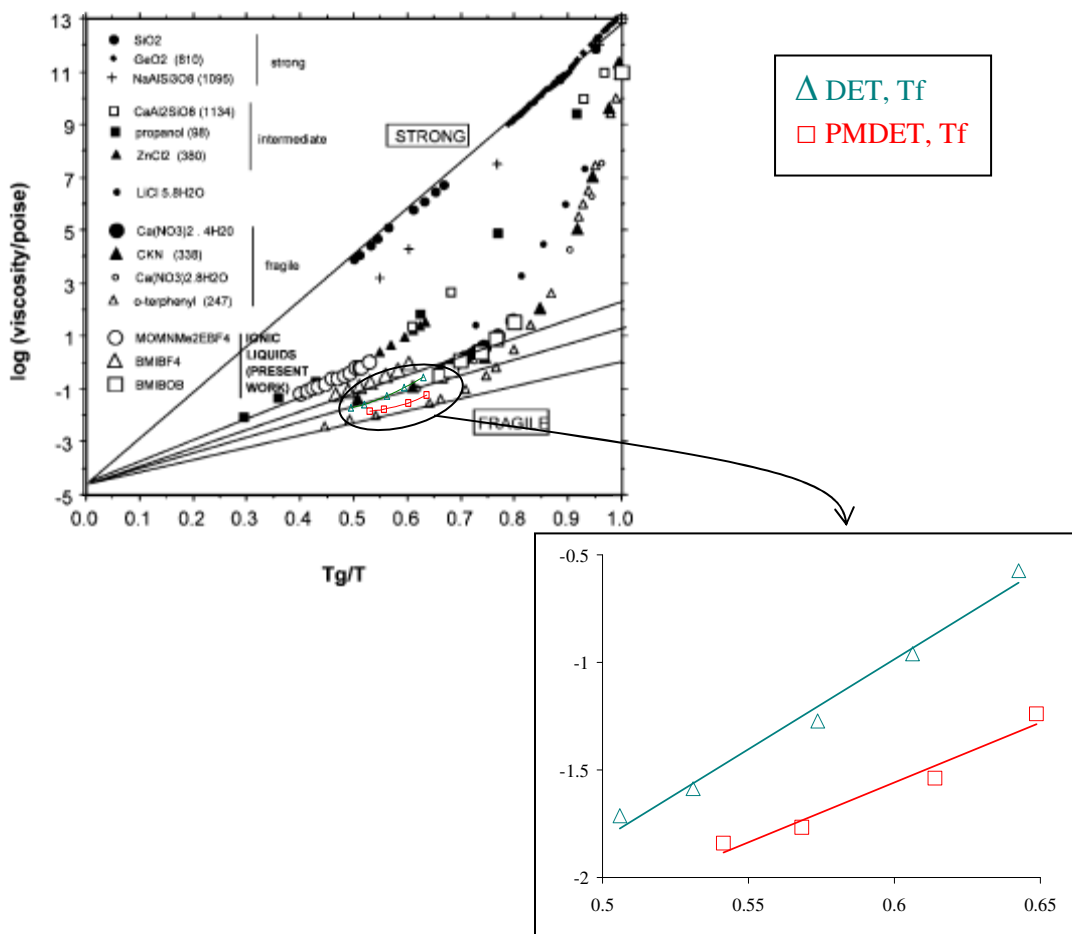 log (viscosity/poise)
13
11
9
7
5
3
1
-1
-3
-5
SiO2
GeO2 (810)
NaAlSi3O8 (1095)
strong
CaAl2SiO8 (1134)
propanol (98)
ZnCl2 (380)
intermediate
LiCl 5.8H2O
Ca(NO3)2 . 4H20
CKN (338)
Ca(NO3)2.8H2O
o-terphenyl (247)
fragile
MOMNMe2EBF4
BMIBF4
BMIBOB
IONIC
LIQUIDS
(PRESENT
WORK)
STRONG
FRAGILE
0.0 0.1 0.2 0.3 0.4 0.5 0.6 0.7 0.8 0.9 1.0
Tg/T
Δ DET, Tf
□ PMDET, Tf
-0.5
-1
-1.5
-2
0.5 0.55 0.6 0.65